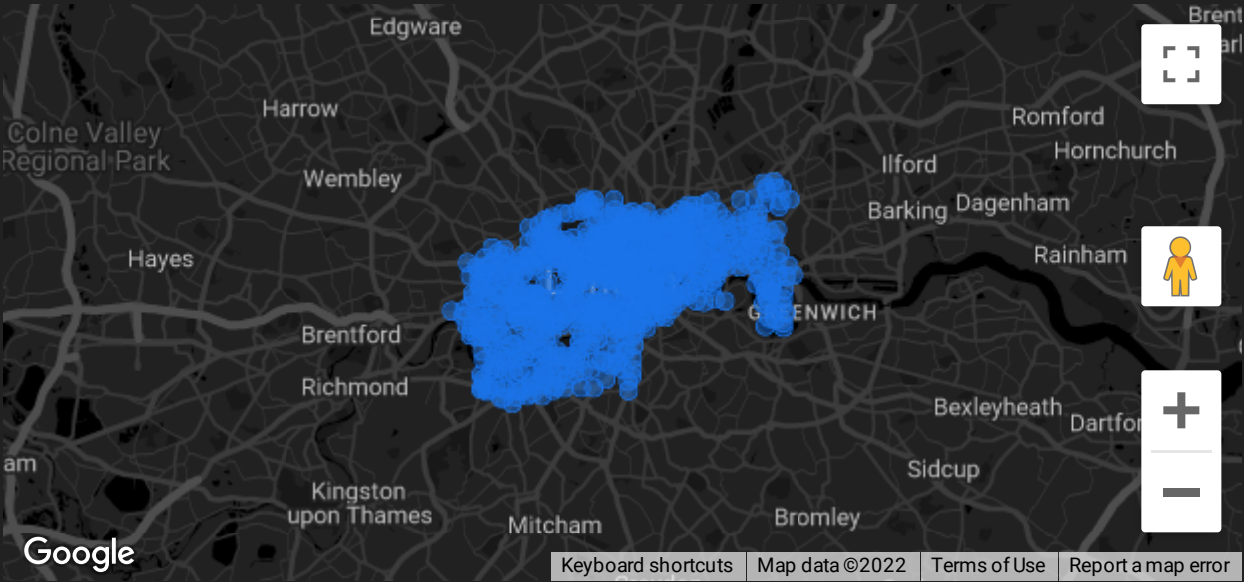 Edgware
Brent
Harrow
Colne Valley
Regional Park
Romford
Hornchurch
Ilford
Wembley
Barking
Dagenham
Hayes
Rainham
Brentford
Richmond
Bexleyheath
Dartfor
am
Sidcup
Kingston
upon Thames
Mitcham
Bromley
Google
Keyboard shortcuts
Map data ©2022
Terms of Use
Report a map error